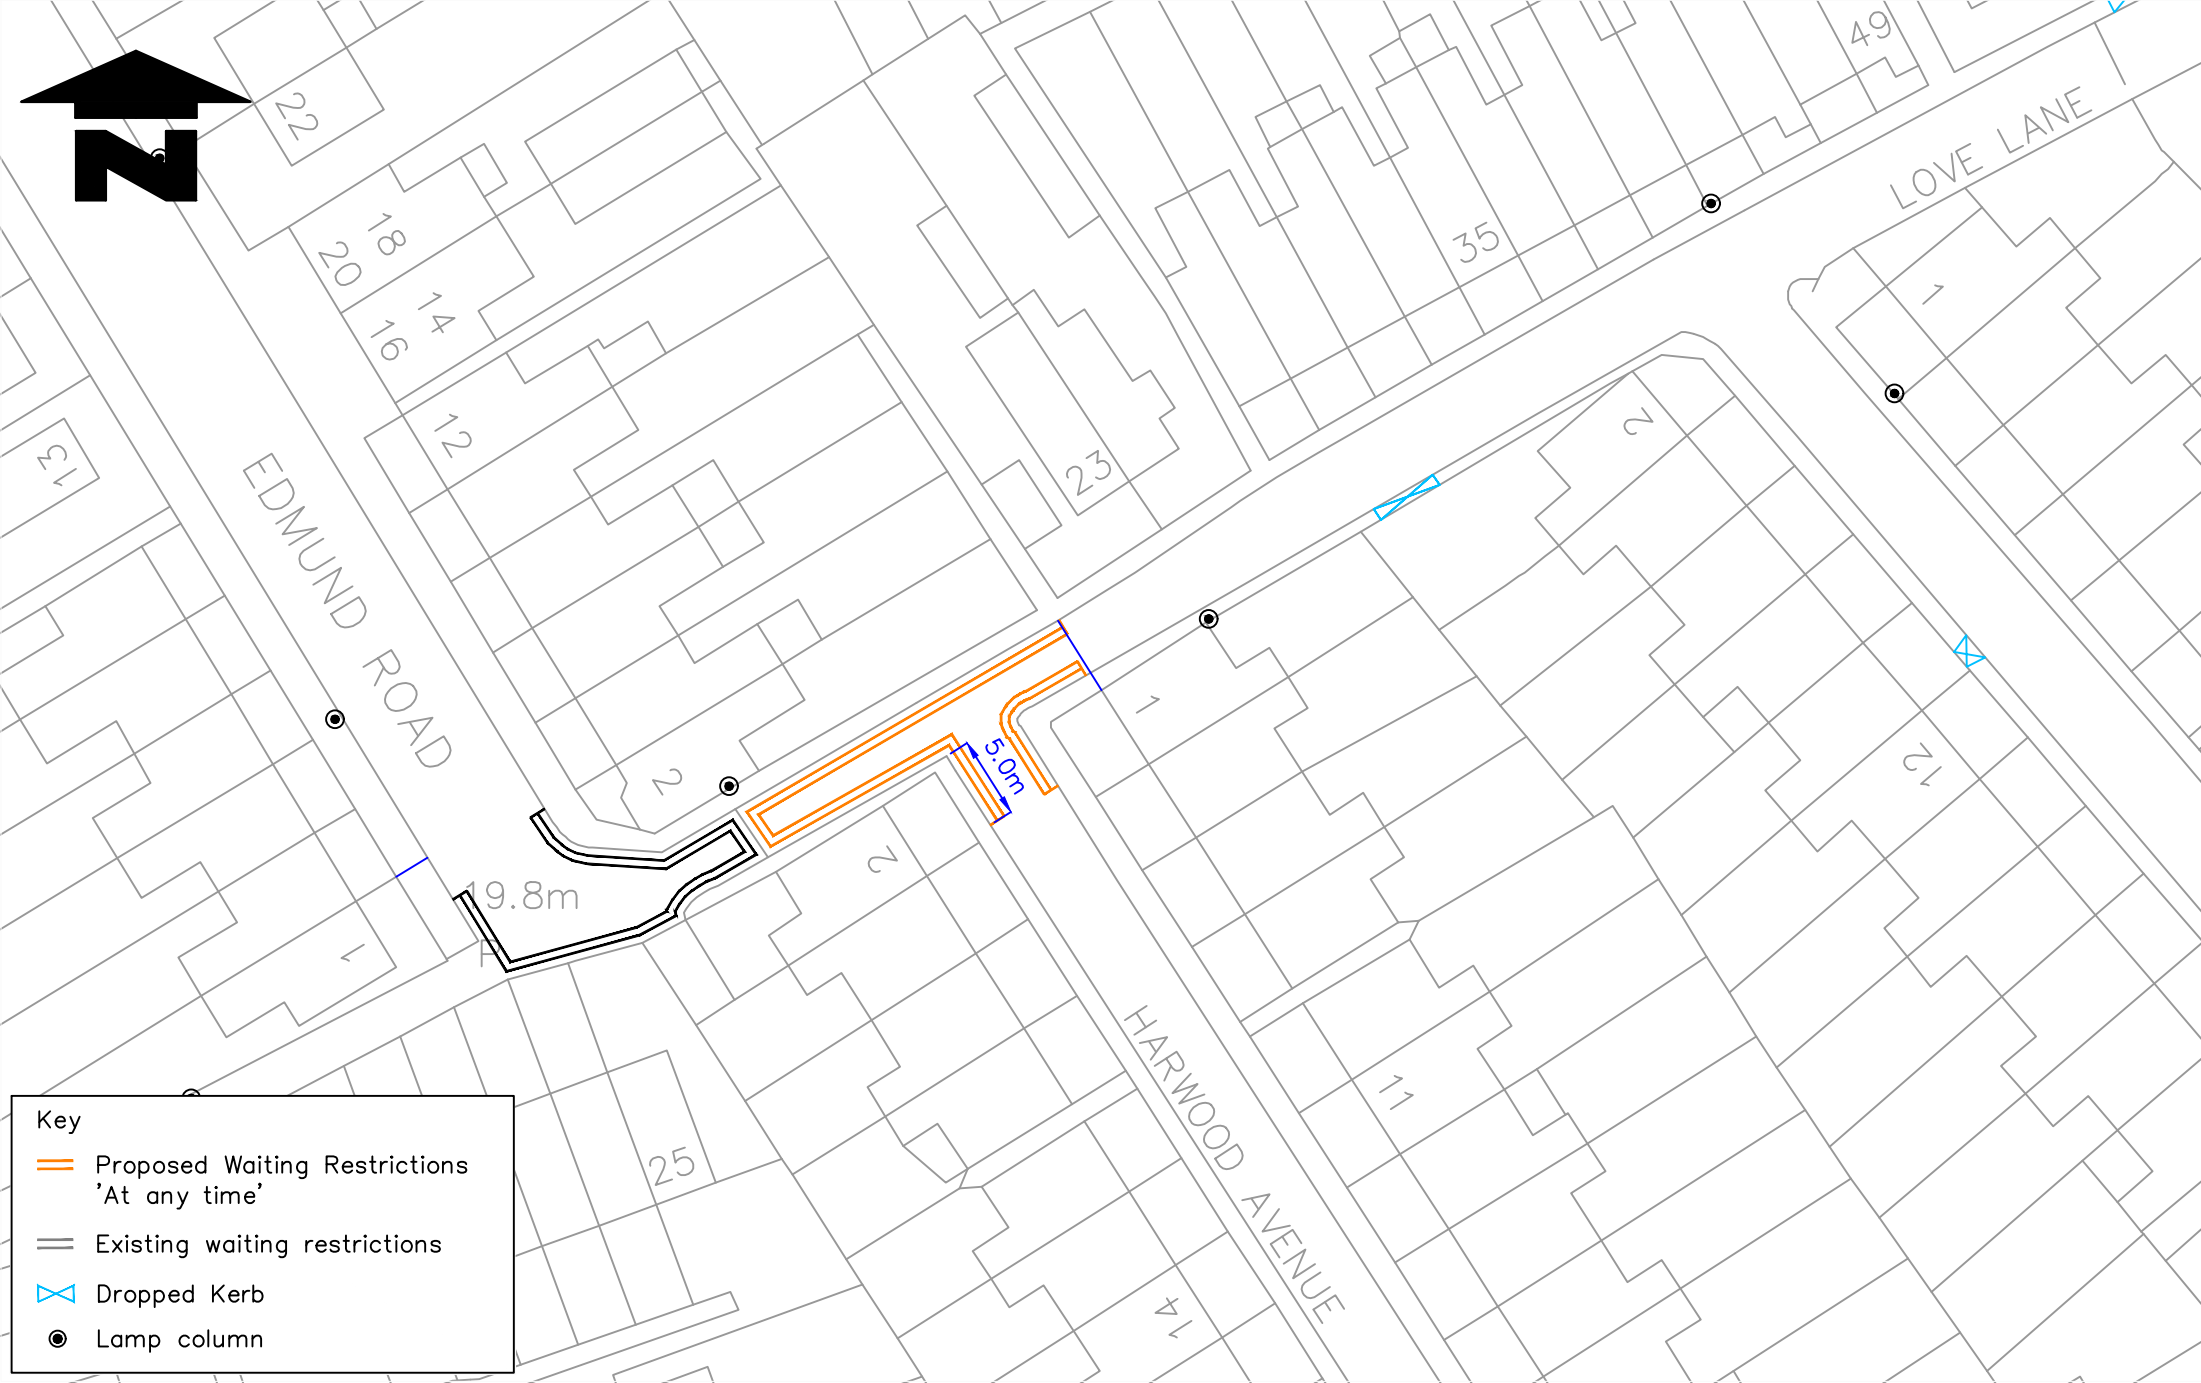 N
22
18
20
14
16
12
13
EDMUND ROAD
49
LOVE LANE
35
23
1
2
12
1
2
5.0m
2
19.8m
P
1
HARWOOD AVENUE
11
14
25
Key
Proposed Waiting Restrictions
'At any time'
Existing waiting restrictions
Dropped Kerb
Lamp column